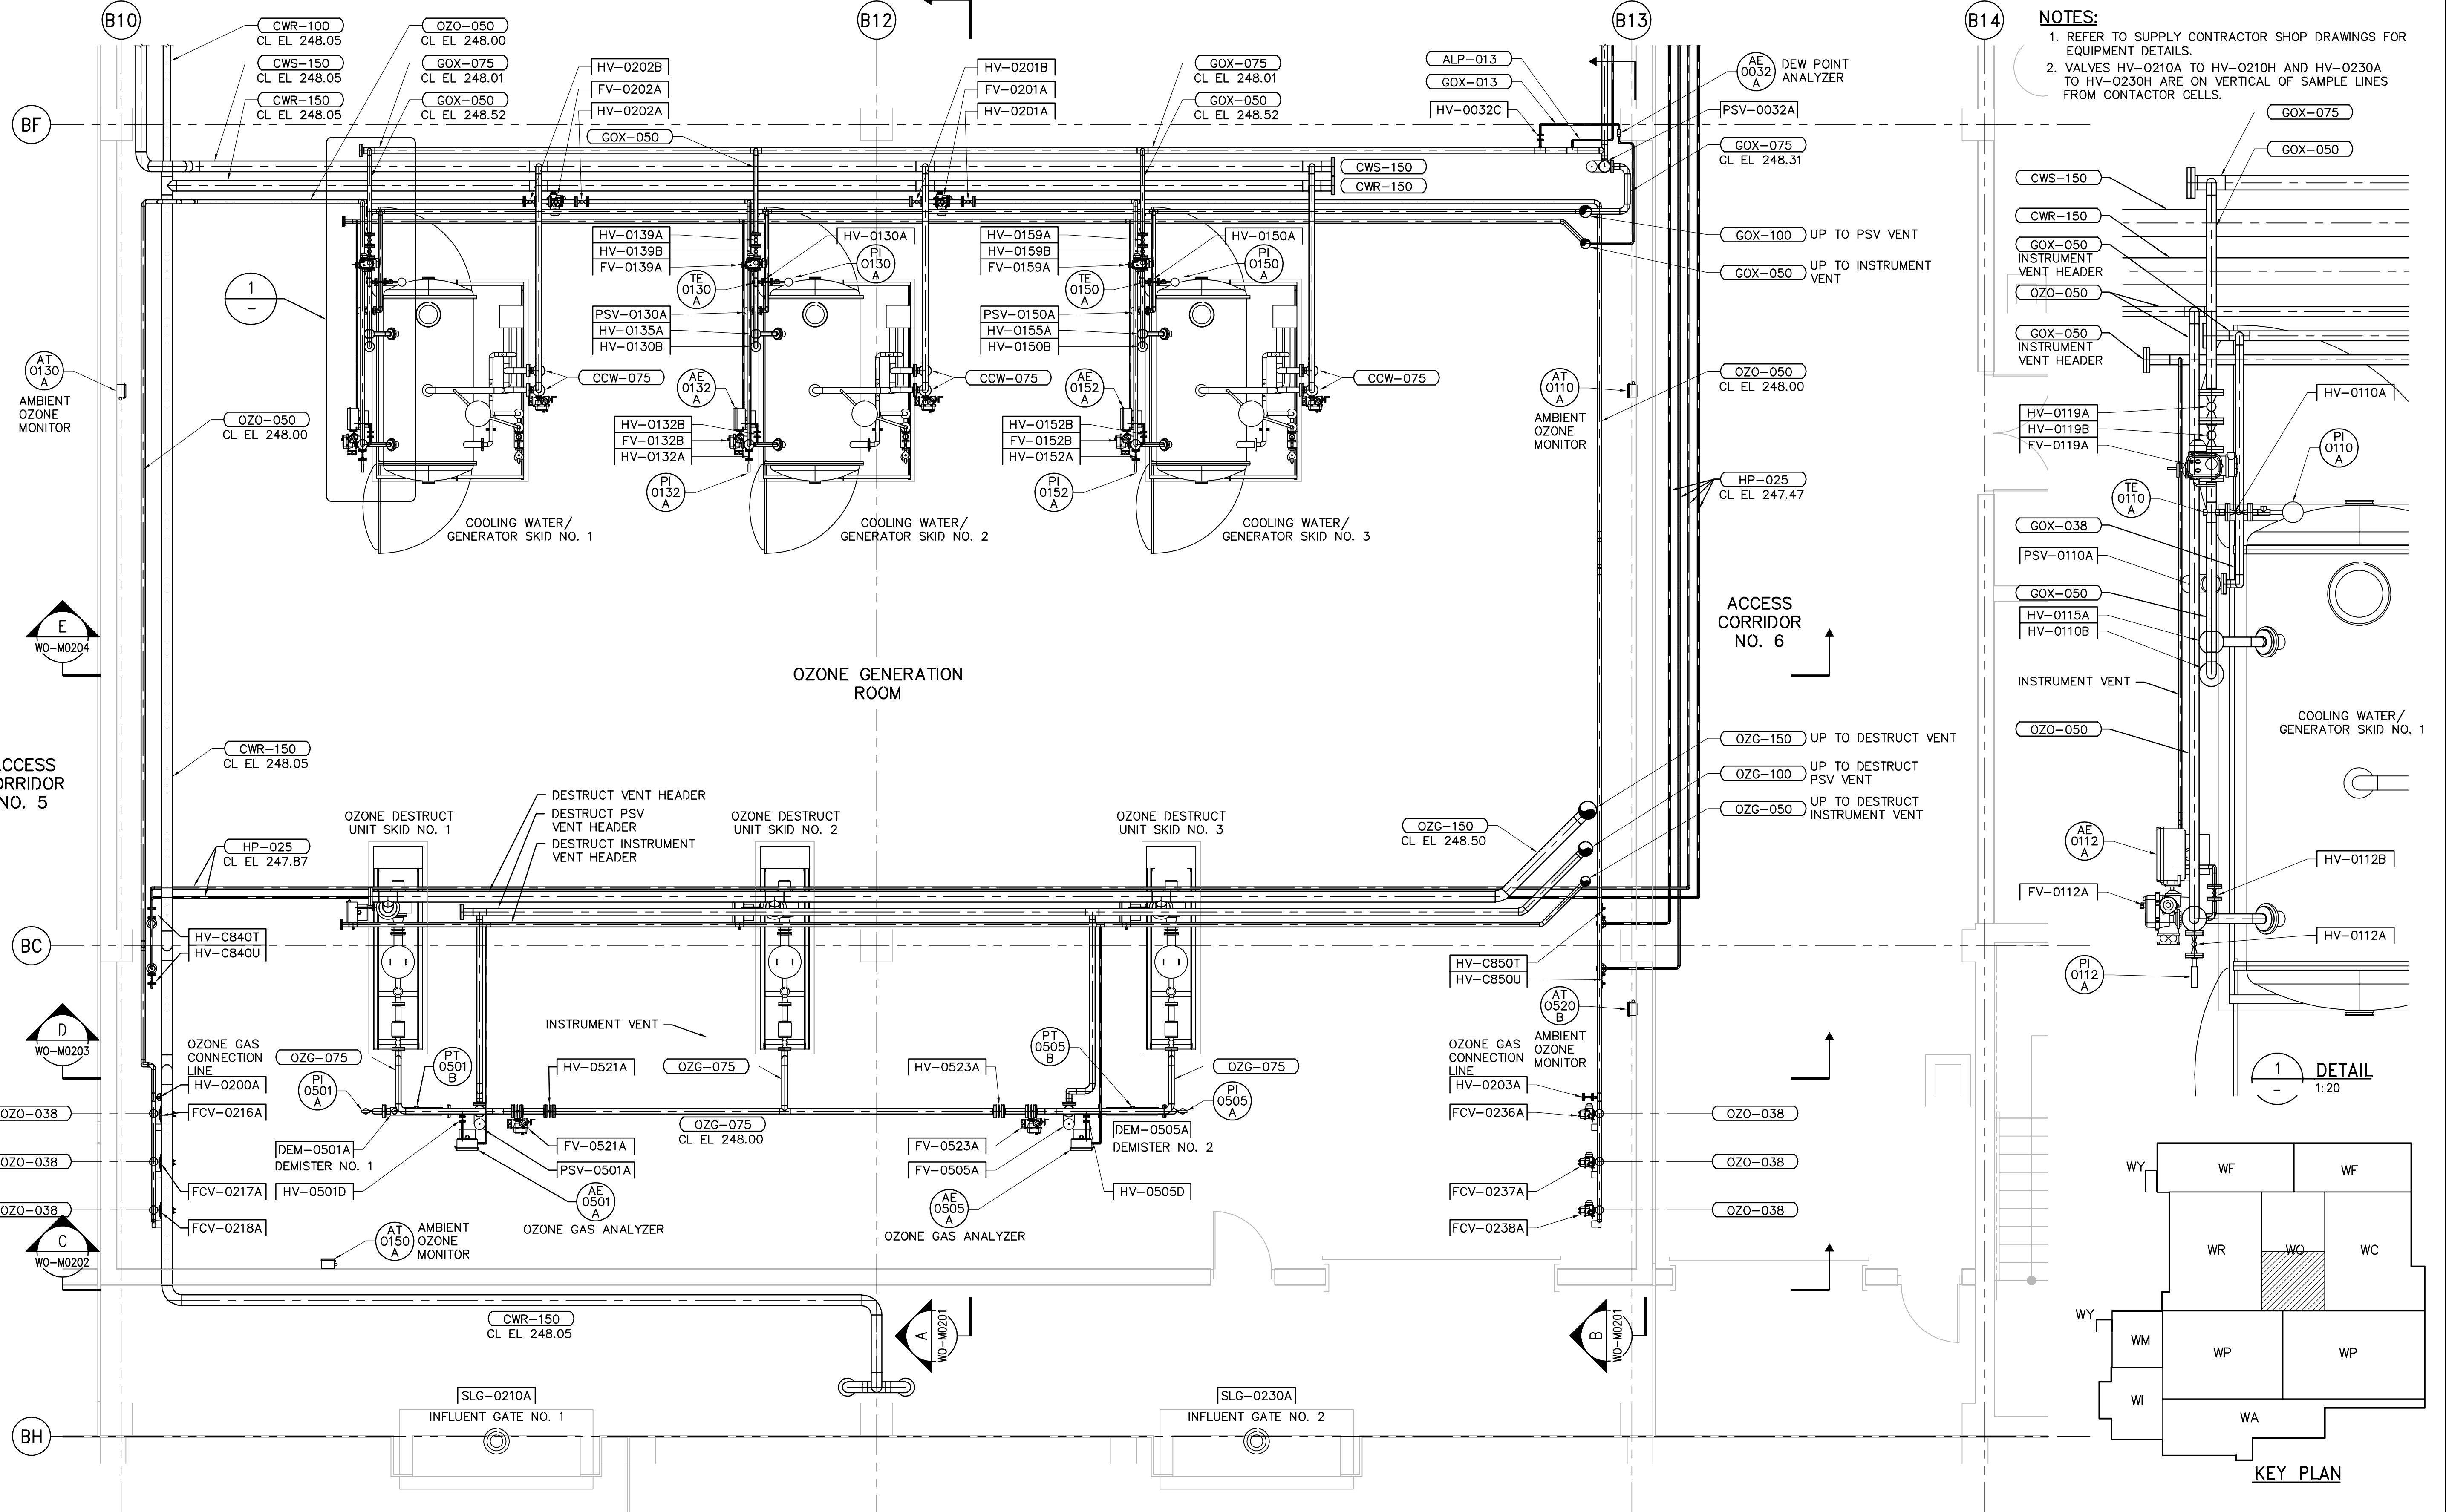 B10
B12
B13
B14
BF
BC
BH
CWR-100
CL EL 248.05
CWS-150
CL EL 248.05
CWR-150
CL EL 248.05
OZO-050
CL EL 248.00
GOX-075
CL EL 248.01
GOX-050
CL EL 248.52
HV-0202B
FV-0202A
HV-0202A
GOX-050
HV-0201B
FV-0201A
HV-0201A
GOX-075
CL EL 248.01
GOX-050
CL EL 248.52
ALP-013
GOX-013
HV-0032C
AE
0032
A
DEW POINT
ANALYZER
PSV-0032A
GOX-075
CL EL 248.31
CWS-150
CWR-150
GOX-100 UP TO PSV VENT
GOX-050 UP TO INSTRUMENT
VENT
HV-0139A
HV-0139B
FV-0139A
HV-0130A
PI
0130
A
TE
0130
A
PSV-0130A
HV-0135A
HV-0130B
HV-0159A
HV-0159B
FV-0159A
HV-0150A
PI
0150
A
TE
0150
A
PSV-0150A
HV-0155A
HV-0150B
1
-
AT
0130
A
AMBIENT
OZONE
MONITOR
OZO-050
CL EL 248.00
CCW-075
CCW-075
CCW-075
AE
0132
A
HV-0132B
FV-0132B
HV-0132A
PI
0132
A
AE
0152
A
HV-0152B
FV-0152B
HV-0152A
PI
0152
A
AT
0110
A
AMBIENT
OZONE
MONITOR
OZO-050
CL EL 248.00
HP-025
CL EL 247.47
COOLING WATER/
GENERATOR SKID NO. 1
COOLING WATER/
GENERATOR SKID NO. 2
COOLING WATER/
GENERATOR SKID NO. 3
E
WO-M0204
OZONE GENERATION
ROOM
ACCESS
CORRIDOR
NO. 6
CWR-150
CL EL 248.05
ACCESS
ORRIDOR
NO. 5
OZG-150 UP TO DESTRUCT VENT
OZG-100 UP TO DESTRUCT
PSV VENT
OZG-050 UP TO DESTRUCT
INSTRUMENT VENT
DESTRUCT VENT HEADER
DESTRUCT PSV
VENT HEADER
DESTRUCT INSTRUMENT
VENT HEADER
OZONE DESTRUCT
UNIT SKID NO. 1
OZONE DESTRUCT
UNIT SKID NO. 2
OZONE DESTRUCT
UNIT SKID NO. 3
OZG-150
CL EL 248.50
HP-025
CL EL 247.87
HV-C840T
HV-C840U
HV-C850T
HV-C850U
AT
0520
B
AMBIENT
OZONE
MONITOR
D
WO-M0203
OZONE GAS
CONNECTION
LINE
HV-0200A
FCV-0216A
OZO-038
OZO-038
FCV-0217A
OZO-038
FCV-0218A
C
WO-M0202
OZG-075
PI
0501
A
PT
0501
B
INSTRUMENT VENT
HV-0521A
OZG-075
HV-0523A
PT
0505
B
OZG-075
PI
0505
A
DEM-0501A
DEMISTER NO. 1
HV-0501D
FV-0521A
PSV-0501A
AE
0501
A
OZONE GAS ANALYZER
OZG-075
CL EL 248.00
FV-0523A
FV-0505A
AE
0505
A
OZONE GAS ANALYZER
DEM-0505A
DEMISTER NO. 2
HV-0505D
AT
0150
A
AMBIENT
OZONE
MONITOR
OZONE GAS
CONNECTION
LINE
HV-0203A
FCV-0236A
OZO-038
OZO-038
FCV-0237A
OZO-038
FCV-0238A
CWR-150
CL EL 248.05
A
WO-M0201
B
WO-M0201
SLG-0210A
INFLUENT GATE NO. 1
SLG-0230A
INFLUENT GATE NO. 2
NOTES:
1. REFER TO SUPPLY CONTRACTOR SHOP DRAWINGS FOR
EQUIPMENT DETAILS.
2. VALVES HV-0210A TO HV-0210H AND HV-0230A
TO HV-0230H ARE ON VERTICAL OF SAMPLE LINES
FROM CONTACTOR CELLS.
GOX-075
GOX-050
CWS-150
CWR-150
GOX-050
INSTRUMENT
VENT HEADER
OZO-050
GOX-050
INSTRUMENT
VENT HEADER
HV-0110A
HV-0119A
HV-0119B
FV-0119A
PI
0110
A
TE
0110
A
GOX-038
PSV-0110A
GOX-050
HV-0115A
HV-0110B
INSTRUMENT VENT
OZO-050
COOLING WATER/
GENERATOR SKID NO. 1
AE
0112
A
HV-0112B
FV-0112A
HV-0112A
PI
0112
A
1
-
DETAIL
1:20
WY
WF
WF
WR
WO
WC
WY
WM
WP
WP
WI
WA
KEY PLAN